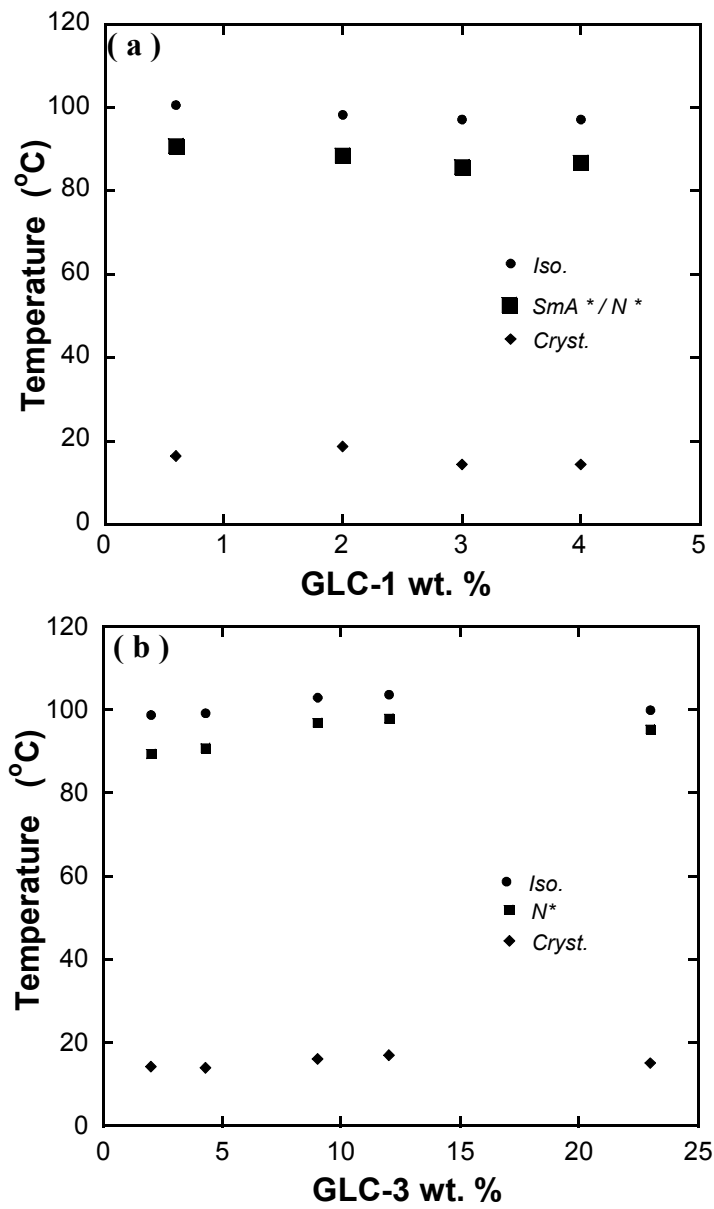 ( a )
120
100
80
60
40
20
0
Temperature (°C)
Iso.
SmA * / N *
Cryst.
0 1 2 3 4 5
GLC-1 wt. %
( b )
120
100
80
60
40
20
0
Temperature (°C)
Iso.
N*
Cryst.
0 5 10 15 20 25
GLC-3 wt. %